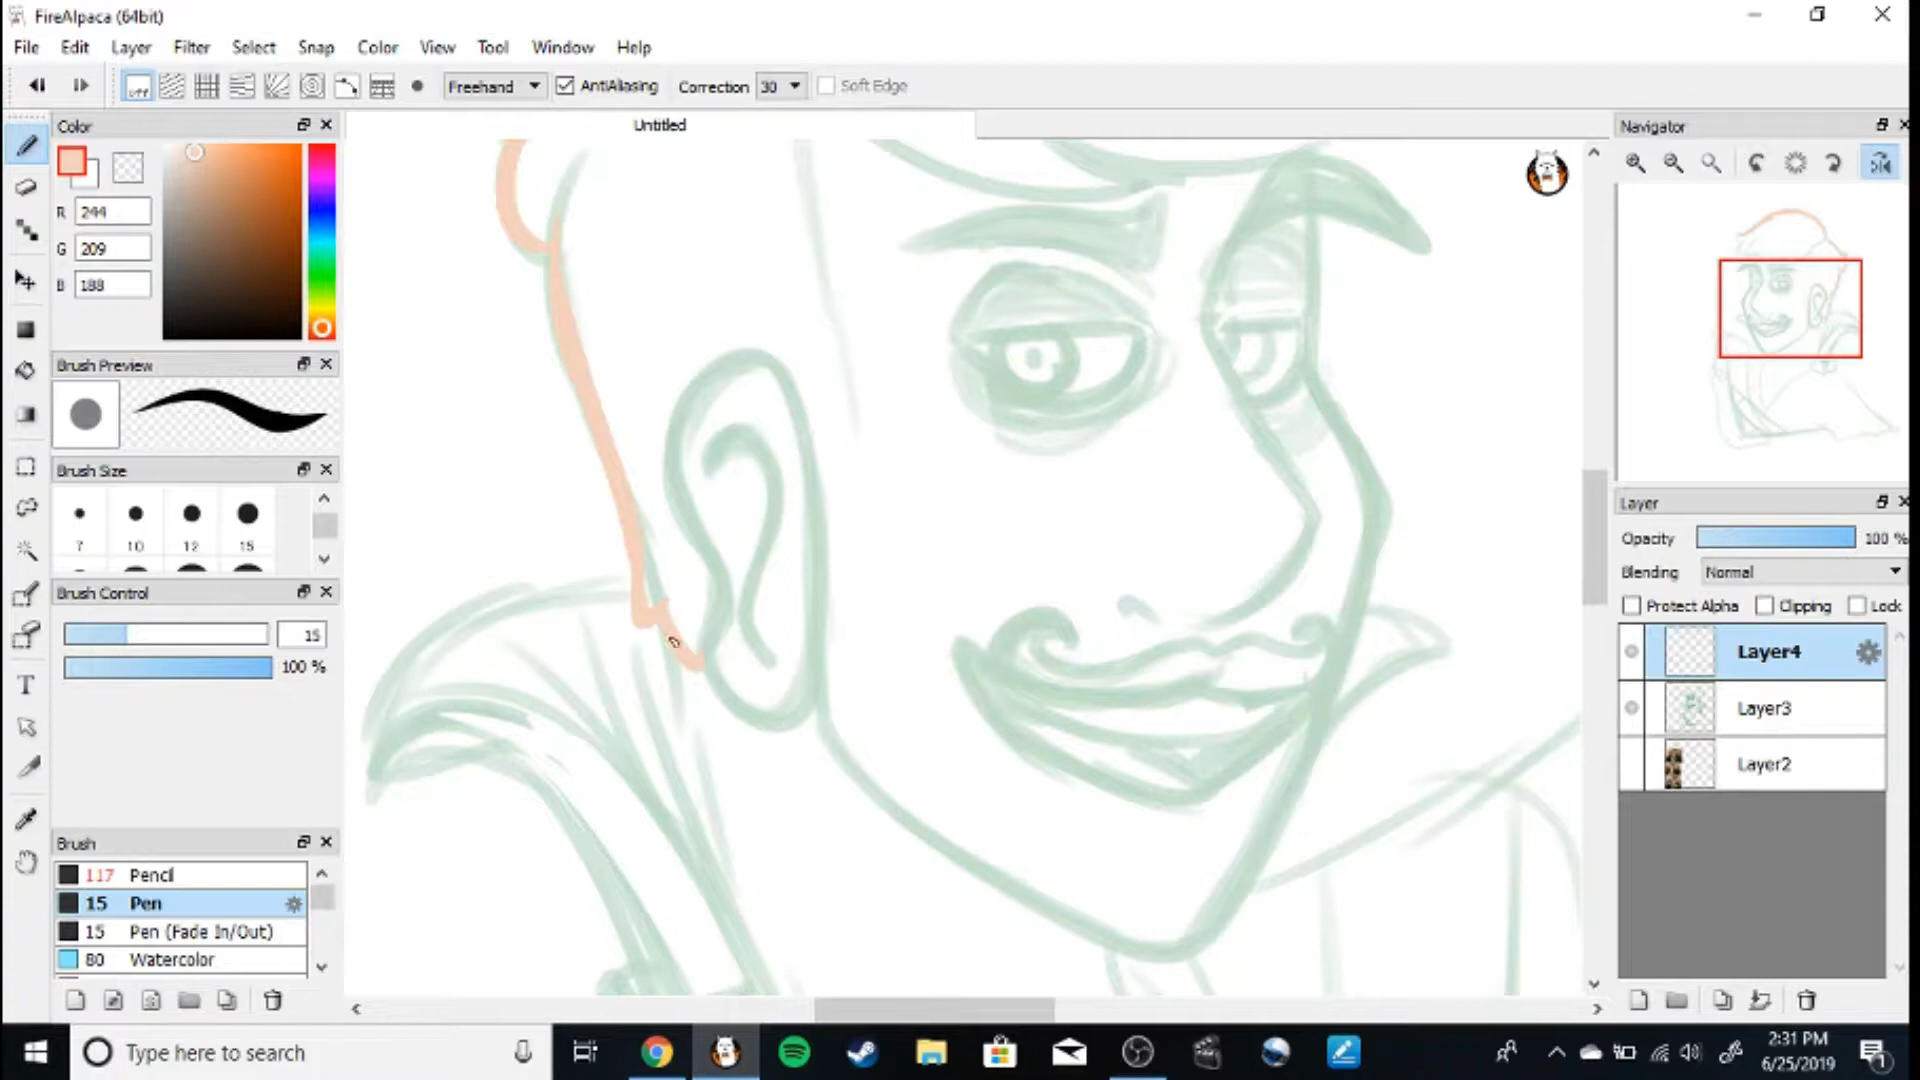 FireAlpaca (64bit)
File Edit Layer Filter Select Snap Color View Tool Window Help
OFF Freehand AntiAliasing Correction 30 Soft Edge
Color
Untitled
Navigator
R 244
G 209
B 188
Brush Preview
Brush Size
7 10 12 15
Brush Control
15
100 %
Layer
Opacity 100 %
Blending Normal
Protect Alpha Clipping Lock
Layer4
Layer3
Layer2
T
Brush
117 Pencil
15 Pen
15 Pen (Fade In/Out)
80 Watercolor
Type here to search
2:31 PM
6/25/2019
1